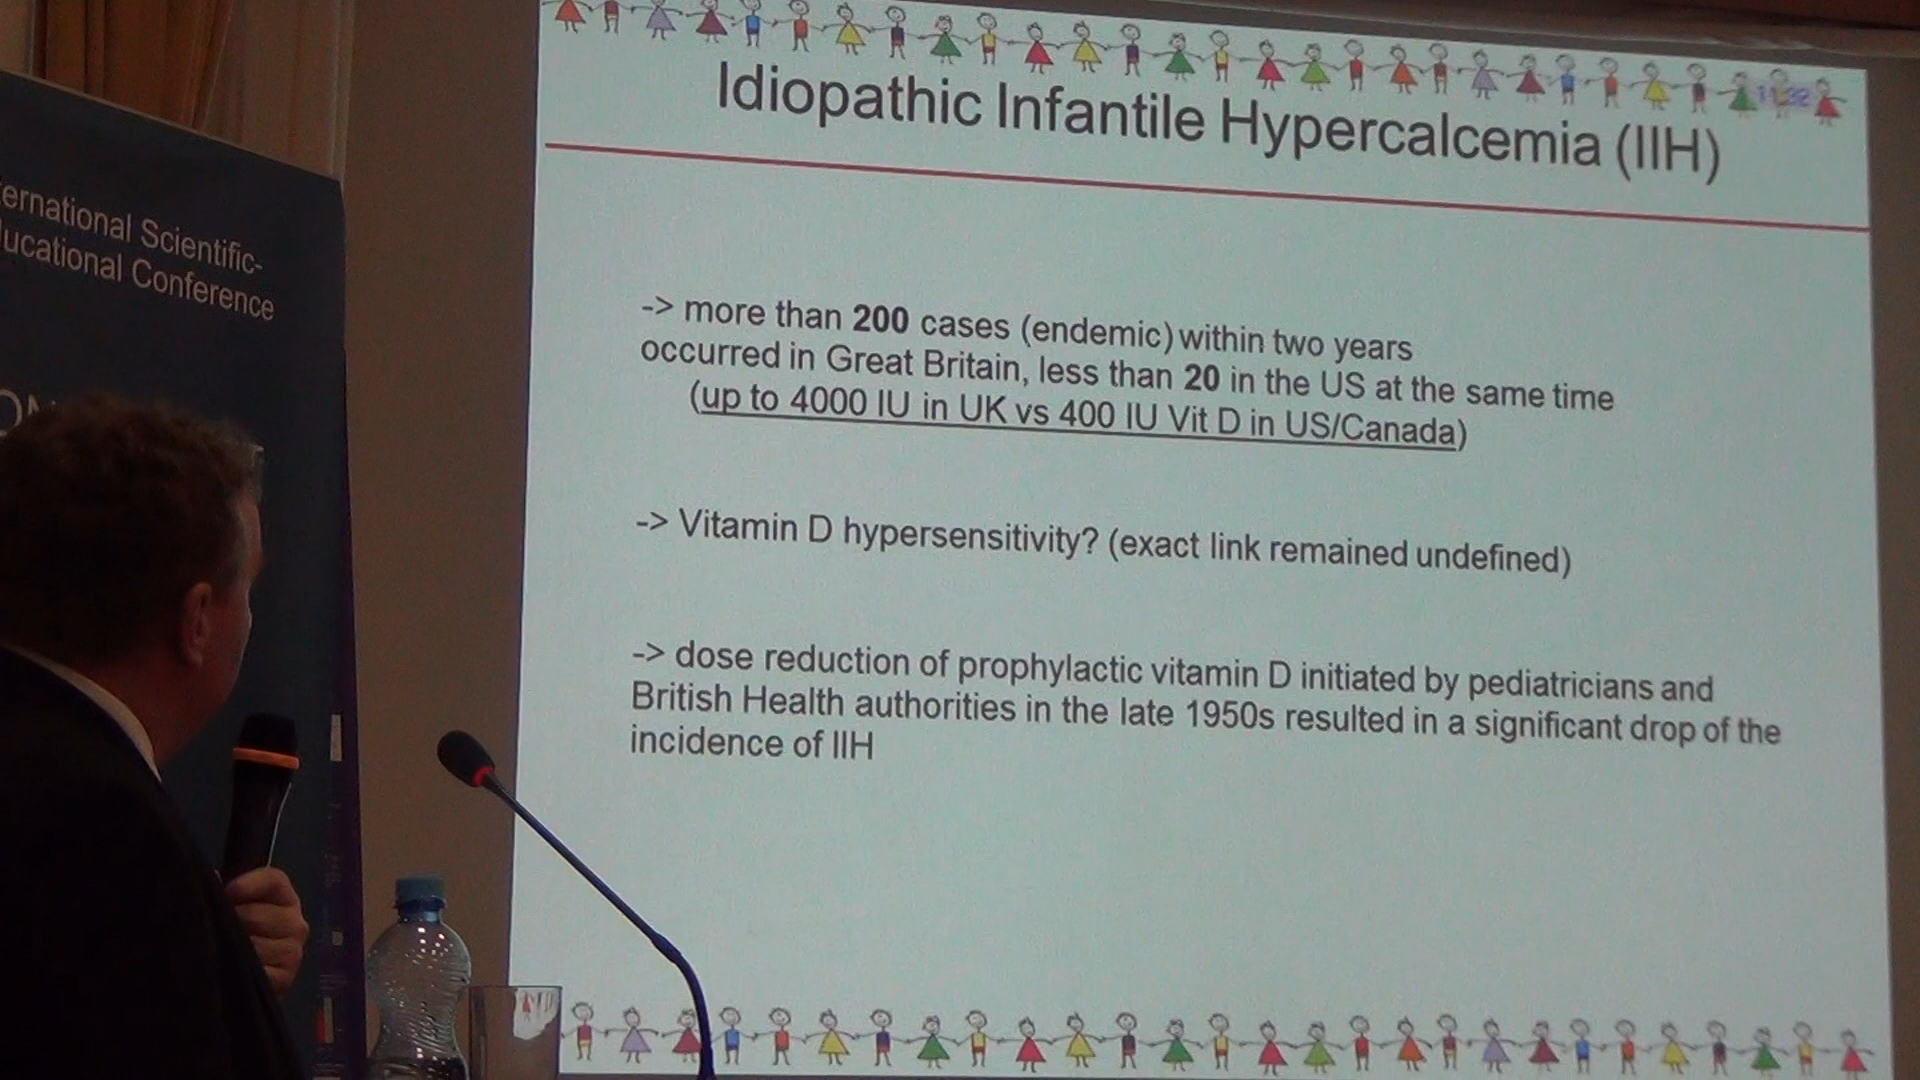 ernational Scientific-
ucational Conference
ON
11:32
Idiopathic Infantile Hypercalcemia (IIH)
-> more than 200 cases (endemic) within two years
occurred in Great Britain, less than 20 in the US at the same time
(up to 4000 IU in UK vs 400 IU Vit D in US/Canada)
-> Vitamin D hypersensitivity? (exact link remained undefined)
-> dose reduction of prophylactic vitamin D initiated by pediatricians and
British Health authorities in the late 1950s resulted in a significant drop of the
incidence of IIH